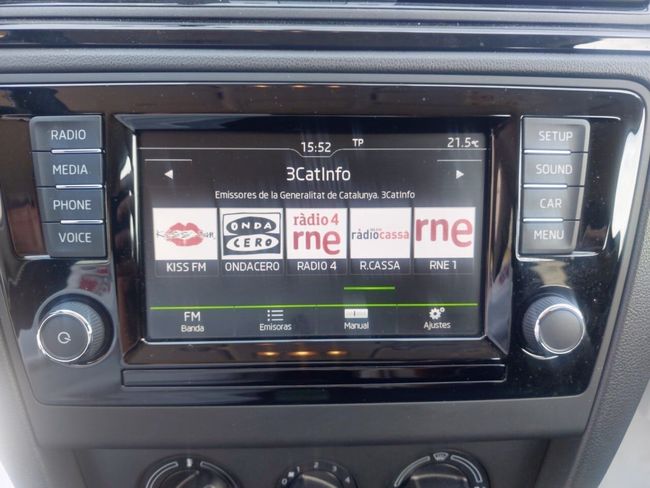 RADIO
MEDIA
PHONE
VOICE
15:52 TP 21.5°C
3CatInfo
Emissores de la Generalitat de Catalunya. 3CatInfo
ONDA
CERO
ràdio 4
rne
ràdiocassà
rne
KISS FM ONDACERO RADIO 4 R.CASSA RNE 1
FM
Banda Emisoras Manual Ajustes
SETUP
SOUND
CAR
MENU